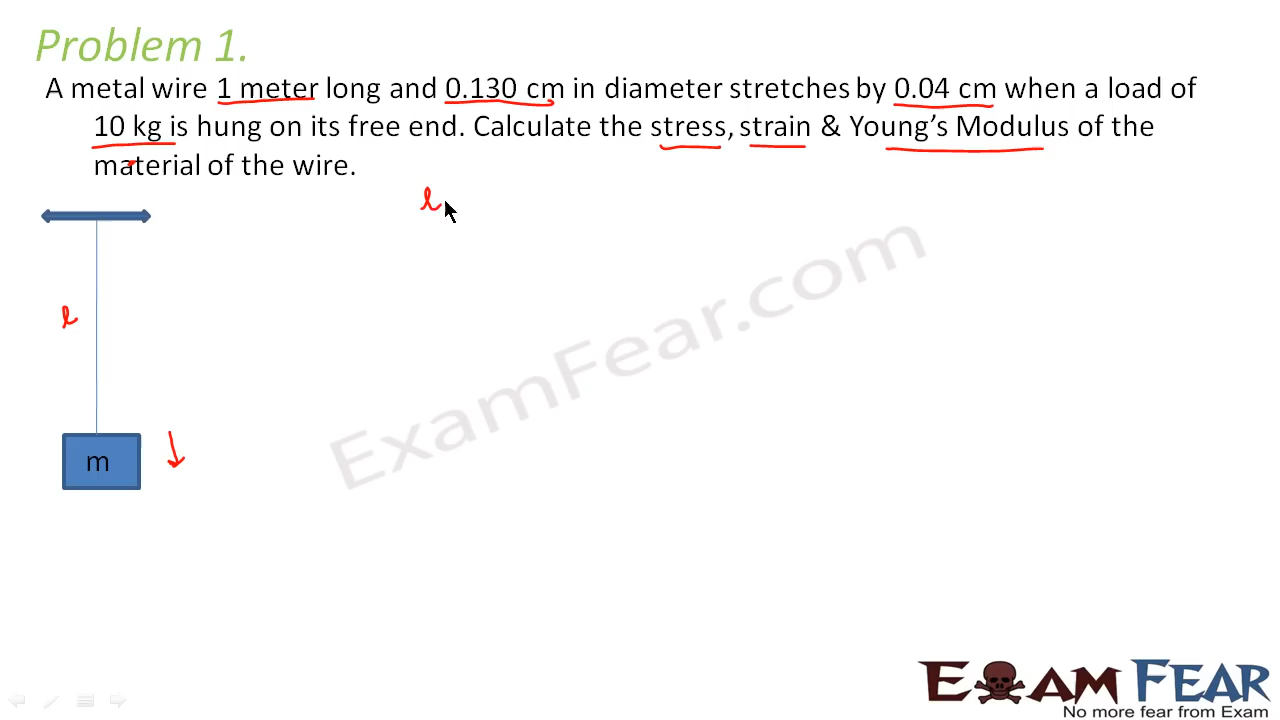 Problem 1.
A metal wire 1 meter long and 0.130 cm in diameter stretches by 0.04 cm when a load of
10 kg is hung on its free end. Calculate the stress, strain & Young's Modulus of the
material of the wire.
l
l
m
ExamFear.com
EXAM FEAR
No more fear from Exam